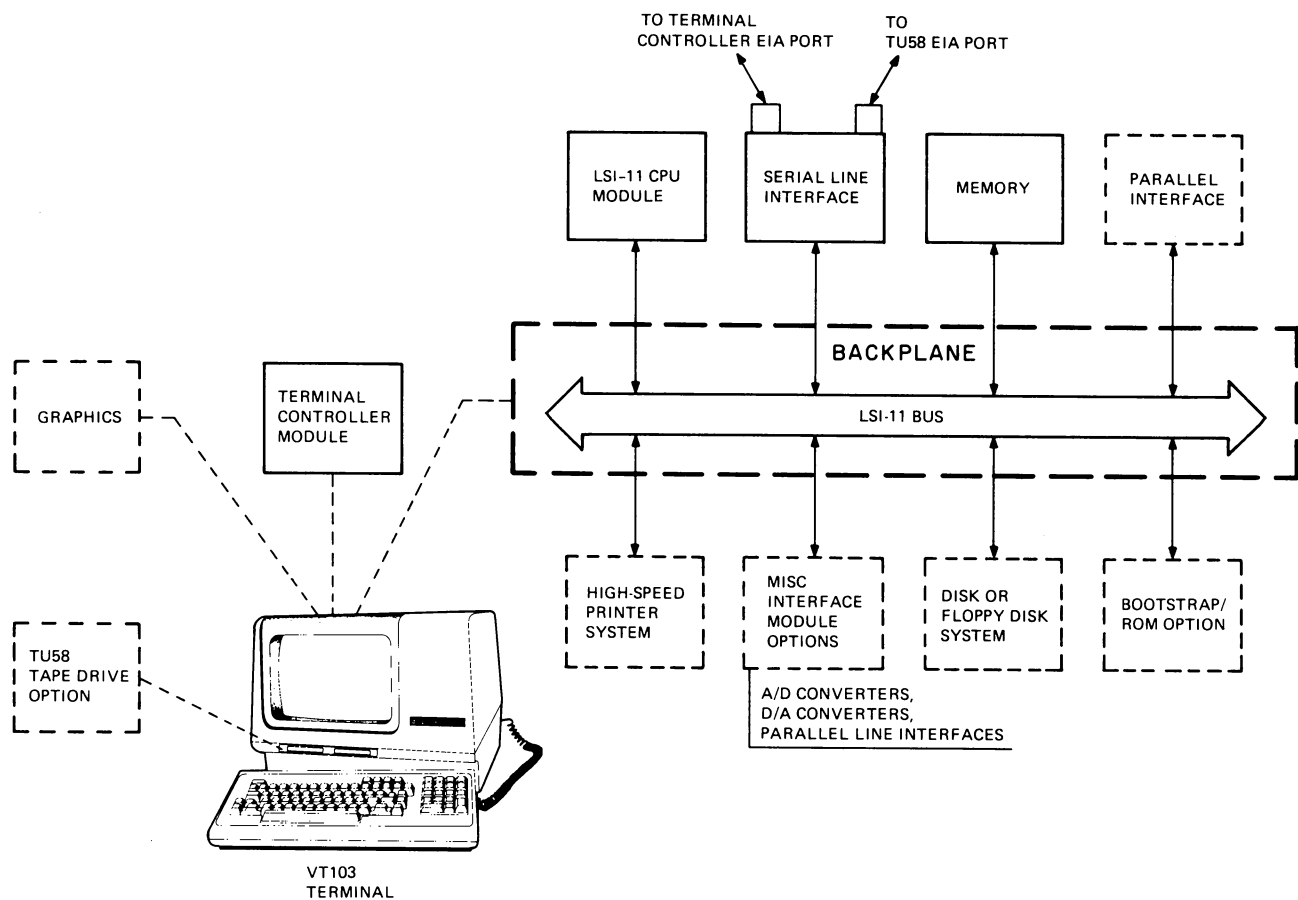 TO TERMINAL
CONTROLLER EIA PORT
TO
TU58 EIA PORT
LSI-11 CPU
MODULE
SERIAL LINE
INTERFACE
MEMORY
PARALLEL
INTERFACE
BACKPLANE
LSI-11 BUS
GRAPHICS
TERMINAL
CONTROLLER
MODULE
HIGH-SPEED
PRINTER
SYSTEM
MISC
INTERFACE
MODULE
OPTIONS
DISK OR
FLOPPY DISK
SYSTEM
BOOTSTRAP/
ROM OPTION
TU58
TAPE DRIVE
OPTION
A/D CONVERTERS,
D/A CONVERTERS,
PARALLEL LINE INTERFACES
VT103
TERMINAL